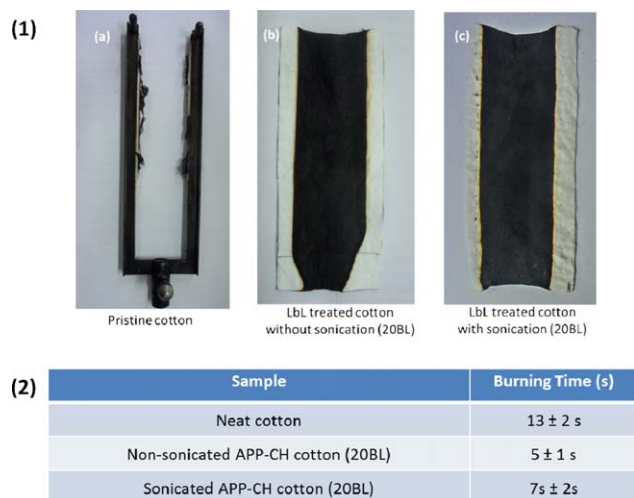 (1)
(a)
(b)
(c)
Pristine cotton
LbL treated cotton
without sonication (20BL)
LbL treated cotton
with sonication (20BL)
(2)
Sample Burning Time (s)
Neat cotton 13 ± 2 s
Non-sonicated APP-CH cotton (20BL) 5 ± 1 s
Sonicated APP-CH cotton (20BL) 7s ± 2s